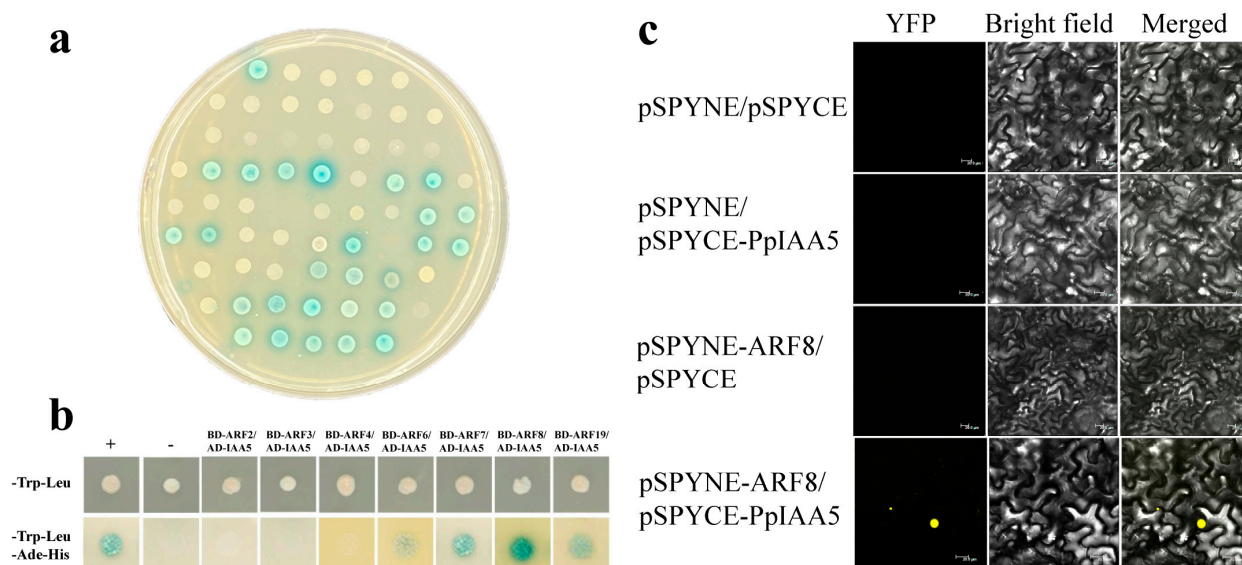 a
b
+
-
BD-ARF2/
AD-IAA5
BD-ARF3/
AD-IAA5
BD-ARF4/
AD-IAA5
BD-ARF6/
AD-IAA5
BD-ARF7/
AD-IAA5
BD-ARF8/
AD-IAA5
BD-ARF19/
AD-IAA5
-Trp-Leu
-Trp-Leu
-Ade-His
c
YFP
Bright field
Merged
pSPYNE/pSPYCE
pSPYNE/
pSPYCE-PpIAA5
pSPYNE-ARF8/
pSPYCE
pSPYNE-ARF8/
pSPYCE-PpIAA5